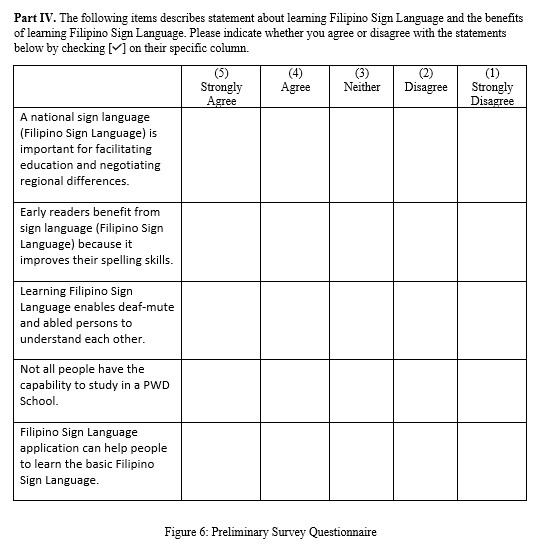 Part IV. The following items describes statement about learning Filipino Sign Language and the benefits
of learning Filipino Sign Language. Please indicate whether you agree or disagree with the statements
below by checking [✓] on their specific column.
(5) (4) (3) (2) (1)
Strongly Agree Neither Disagree Strongly
Agree Disagree
A national sign language
(Filipino Sign Language) is
important for facilitating
education and negotiating
regional differences.
Early readers benefit from
sign language (Filipino Sign
Language) because it
improves their spelling skills.
Learning Filipino Sign
Language enables deaf-mute
and abled persons to
understand each other.
Not all people have the
capability to study in a PWD
School.
Filipino Sign Language
application can help people
to learn the basic Filipino
Sign Language.
Figure 6: Preliminary Survey Questionnaire